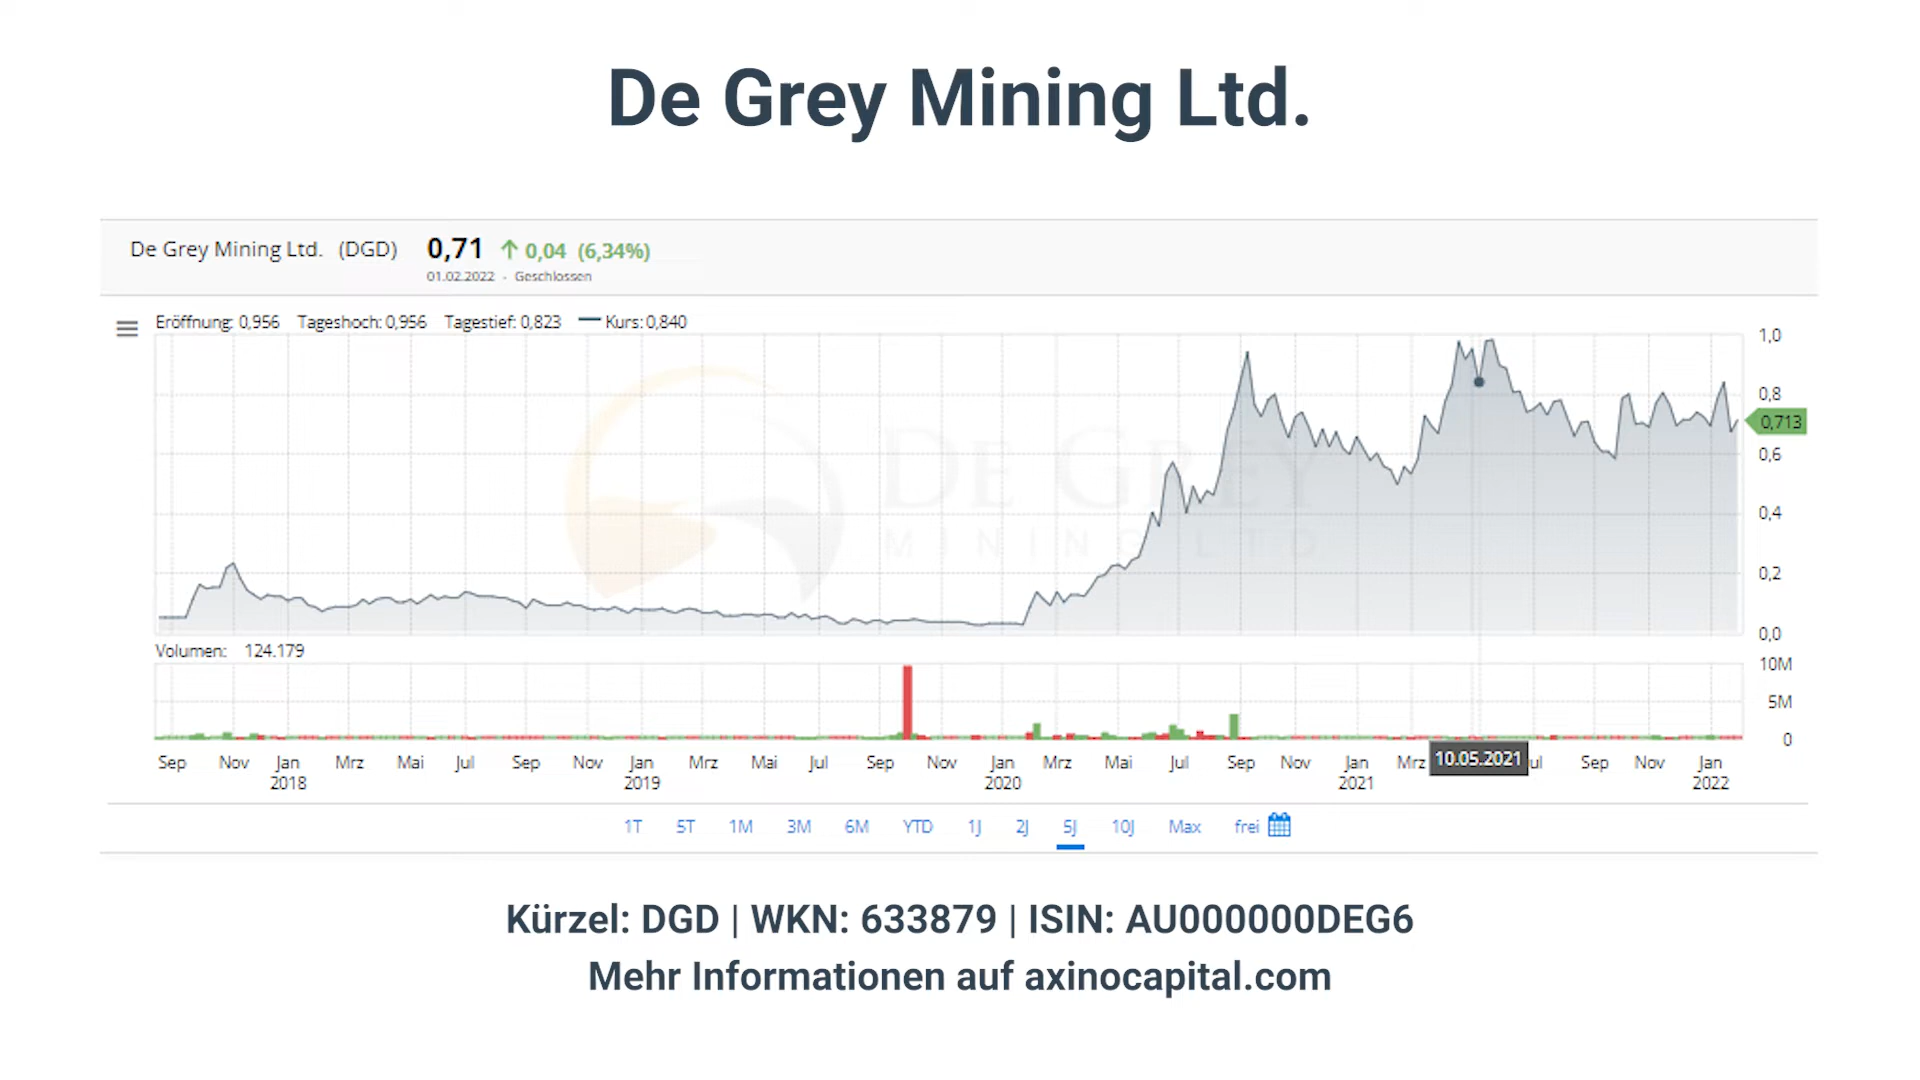 De Grey Mining Ltd.
De Grey Mining Ltd. (DGD) 0,71 ↑ 0,04 (6,34%)
01.02.2022 - Geschlossen
Eröffnung: 0,956 Tageshoch: 0,956 Tagestief: 0,823 Kurs: 0,840
1,0
0,8
0,713
0,6
0,4
0,2
0,0
DE GREY
MINING LTD
Volumen: 124.179
10M
5M
0
Sep Nov Jan Mrz Mai Jul Sep Nov Jan Mrz Mai Jul Sep Nov Jan Mrz Mai Jul Sep Nov Jan Mrz 10.05.2021 ul Sep Nov Jan
2018 2019 2020 2021 2022
1T 5T 1M 3M 6M YTD 1J 2J 5J 10J Max frei
Kürzel: DGD | WKN: 633879 | ISIN: AU000000DEG6
Mehr Informationen auf axinocapital.com